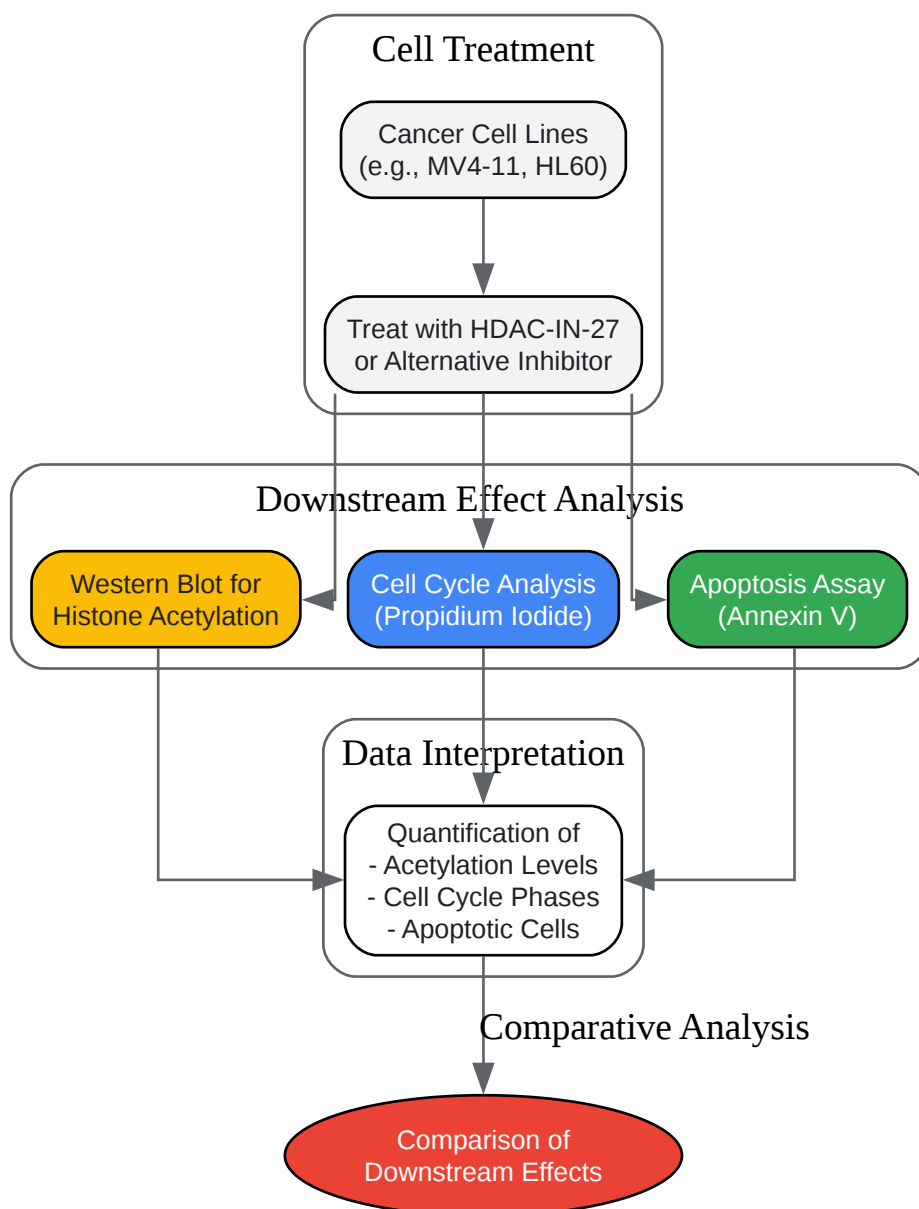 Cell Treatment
Cancer Cell Lines
(e.g., MV4-11, HL60)
Treat with HDAC-IN-27
or Alternative Inhibitor
Downstream Effect Analysis
Western Blot for
Histone Acetylation
Cell Cycle Analysis
(Propidium Iodide)
Apoptosis Assay
(Annexin V)
Data Interpretation
Quantification of
- Acetylation Levels
- Cell Cycle Phases
- Apoptotic Cells
Comparative Analysis
Comparison of
Downstream Effects